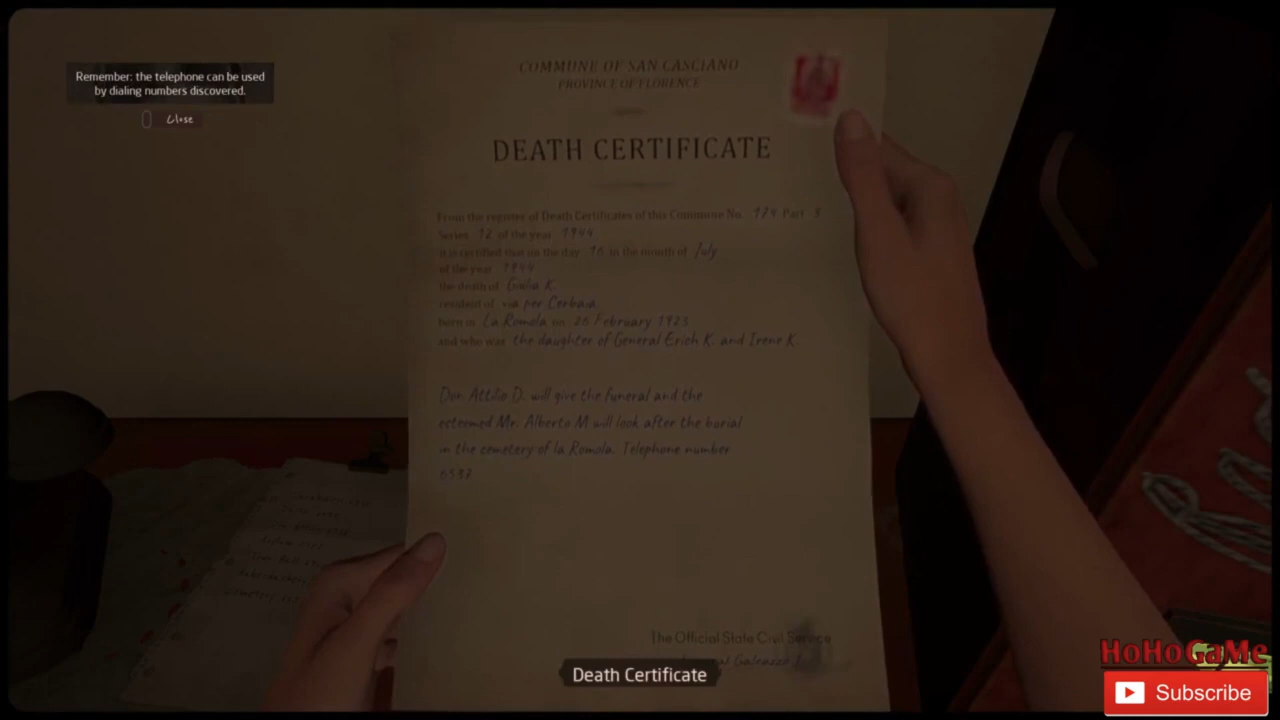 Remember: the telephone can be used
by dialing numbers discovered.
Close
COMMUNE OF SAN CASCIANO
PROVINCE OF FLORENCE
DEATH CERTIFICATE
From the register of Death Certificates of this Commune No. 174 Part 3
Series 12 of the year 1944
it is certified that on the day 16 in the month of July
of the year 1944
the death of Giulia K.
resident of via per Cerbaia
born in La Romola on 26 February 1923
and who was the daughter of General Erich K. and Irene K.
Don Attilio D. will give the funeral and the
esteemed Mr. Alberto M will look after the burial
in the cemetery of la Romola. Telephone number
The Official State Civil Service
Galeazzo
Death Certificate
HoHoGaMe
Subscribe